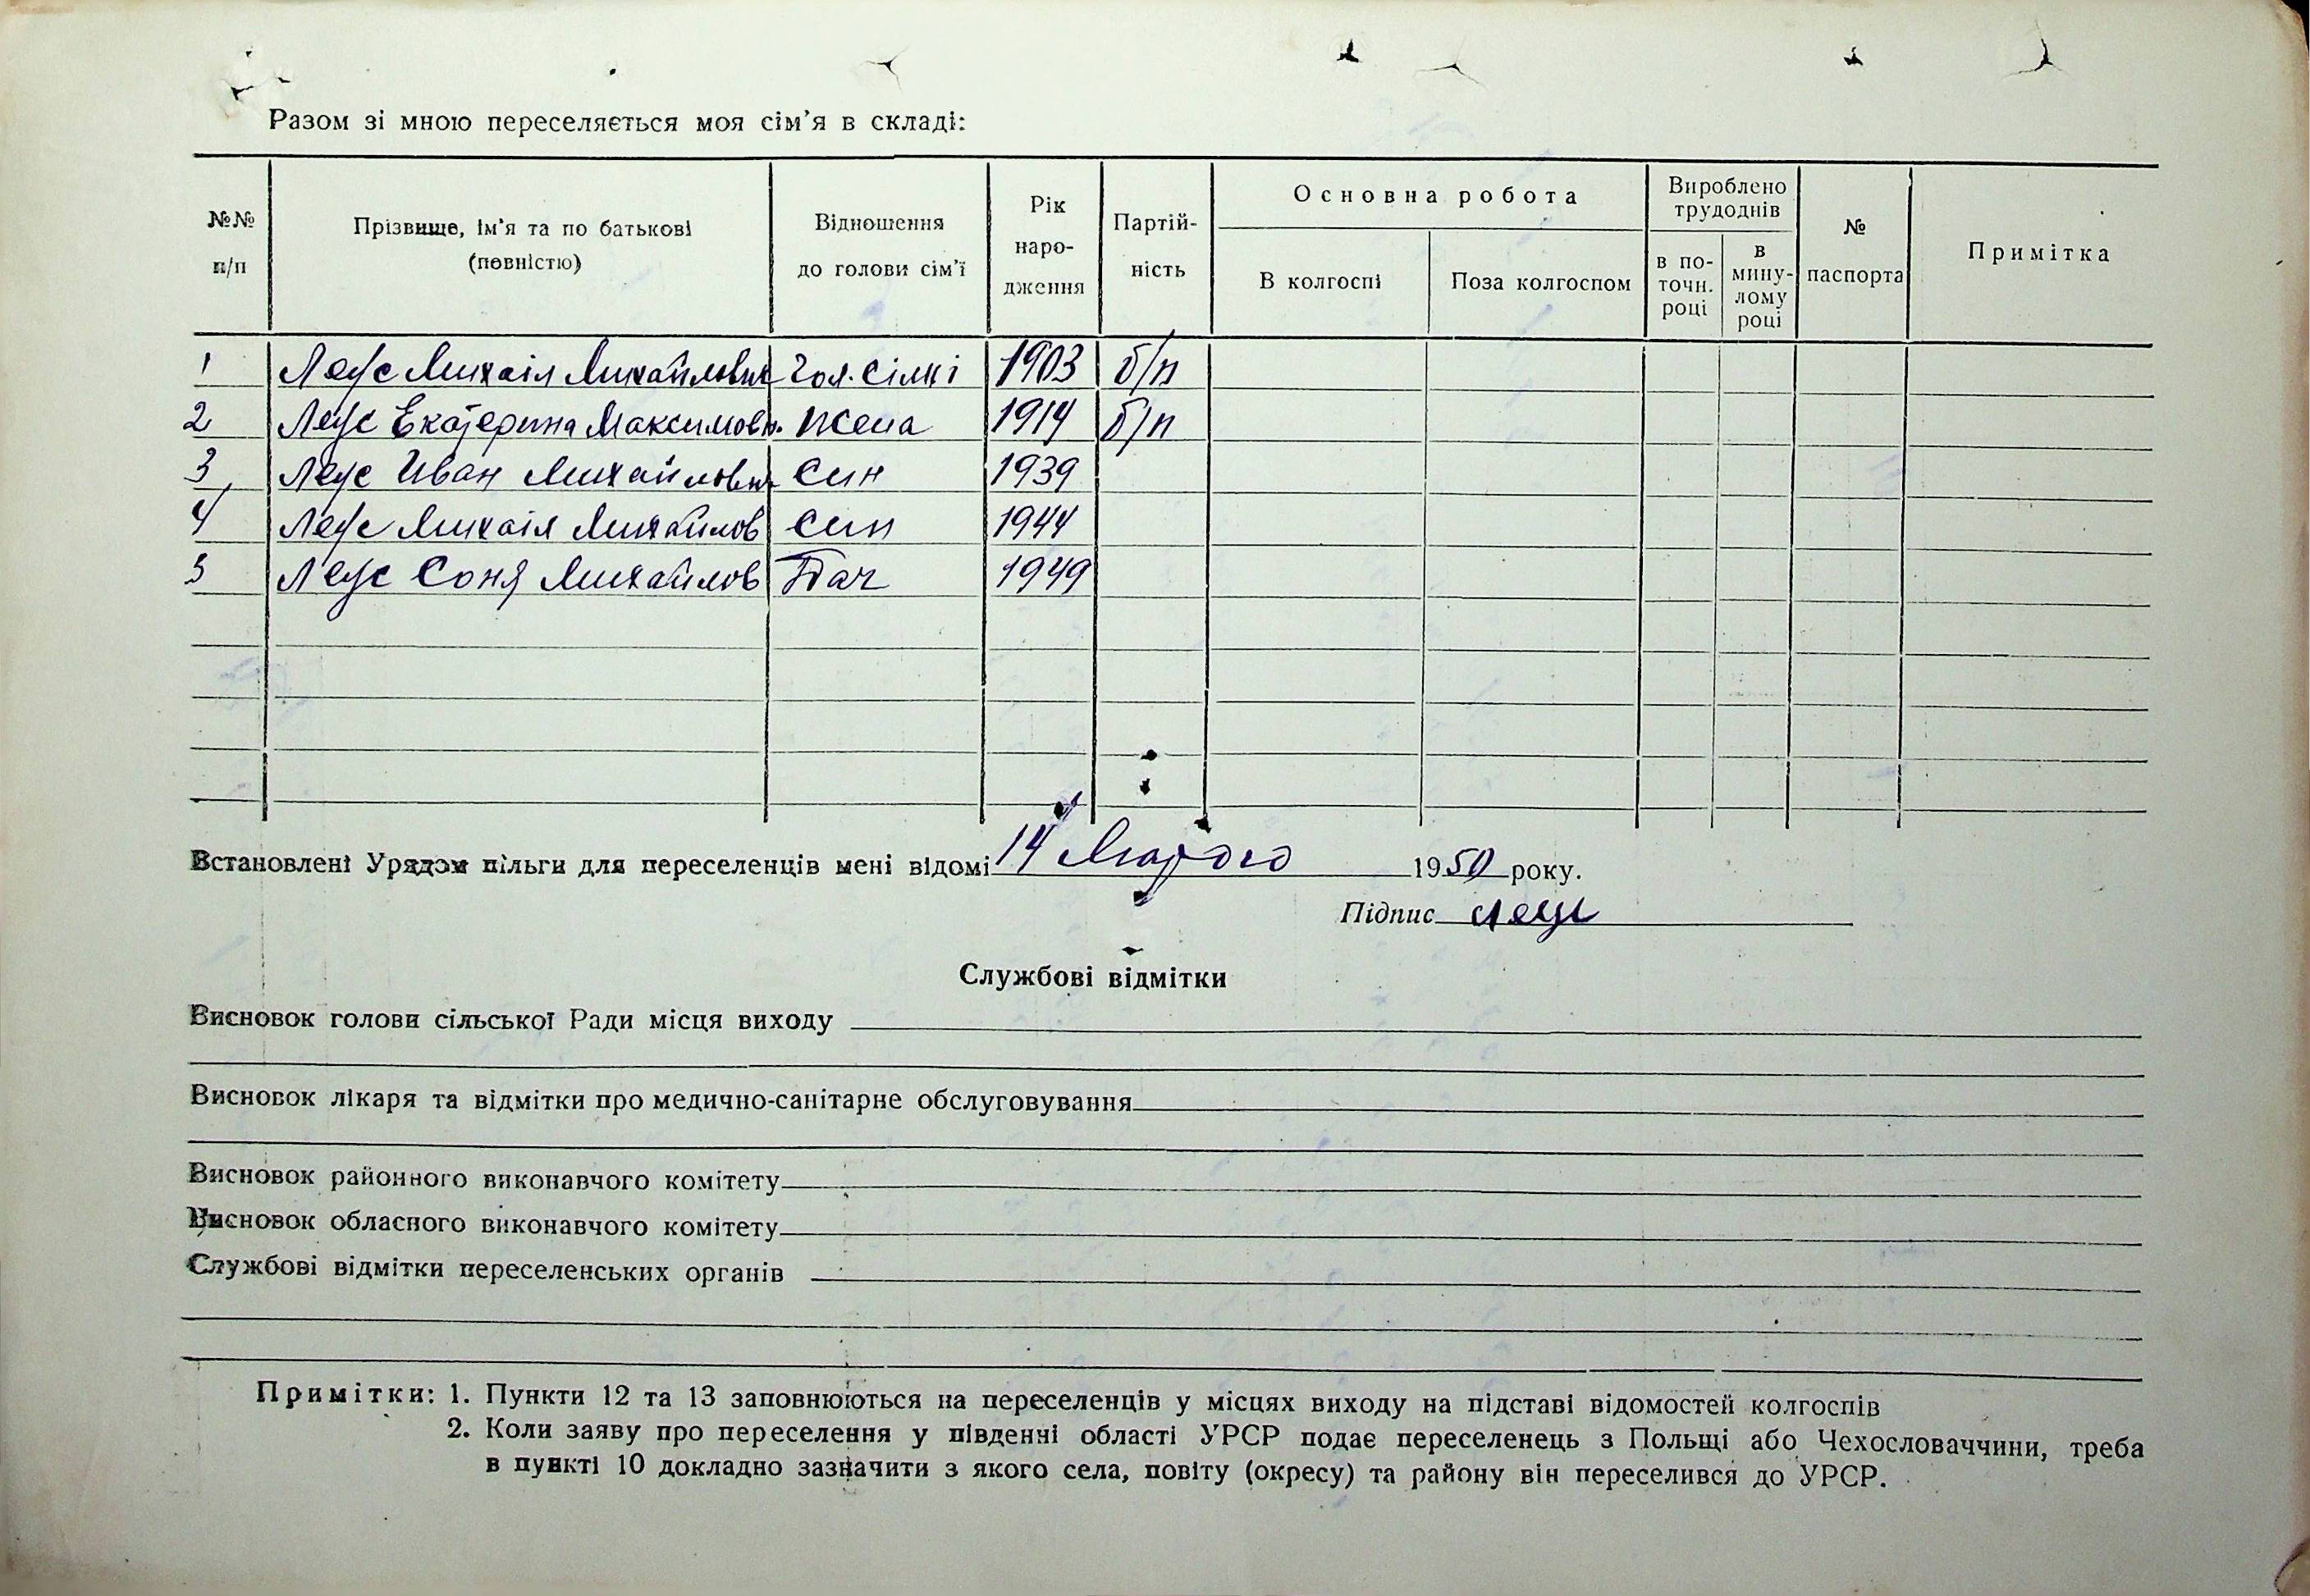 Разом зі мною переселяється моя сім'я в складі:
№№ п/п
Прізвище, ім'я та по батькові (повністю)
Відношення до голови сім'ї
Рік народження
Партійність
Основна робота
В колгоспі
Поза колгоспом
Вироблено трудоднів
в поточн. році
в минулому році
№ паспорта
Примітка
1 Леус Михаіл Михайлович Гол. сімі 1903 б/п
2 Леус Екатерина Максимовн. жена 1914 б/п
3 Леус Иван Михайлович син 1939
4 Леус Михаіл Михайлов син 1944
5 Леус Соня Михайлов Доч 1949
Встановлені Урядом пільги для переселенців мені відомі 14 Лютого 1950 року.
Підпис Леус
Службові відмітки
Висновок голови сільської Ради місця виходу
Висновок лікаря та відмітки про медично-санітарне обслуговування
Висновок районного виконавчого комітету
Висновок обласного виконавчого комітету
Службові відмітки переселенських органів
Примітки: 1. Пункти 12 та 13 заповнюються на переселенців у місцях виходу на підставі відомостей колгоспів
2. Коли заяву про переселення у південні області УРСР подає переселенець з Польщі або Чехословаччини, треба
в пункті 10 докладно зазначити з якого села, повіту (окресу) та району він переселився до УРСР.